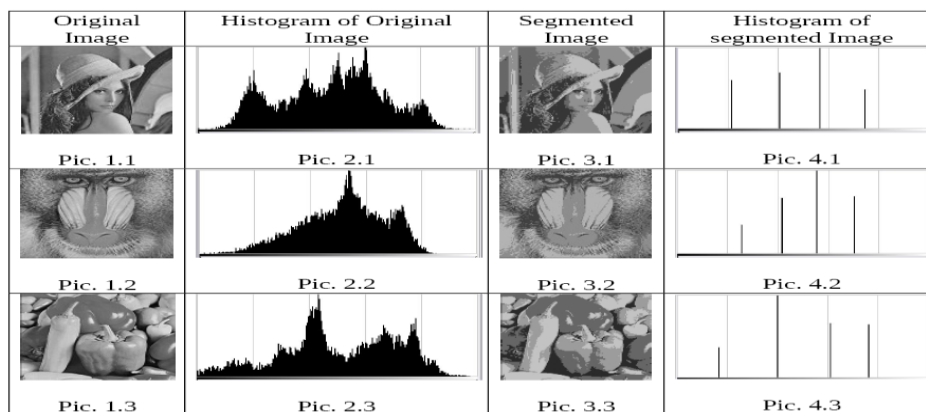 Original
Image
Histogram of Original
Image
Segmented
Image
Histogram of
segmented Image
Pic. 1.1
Pic. 2.1
Pic. 3.1
Pic. 4.1
Pic. 1.2
Pic. 2.2
Pic. 3.2
Pic. 4.2
Pic. 1.3
Pic. 2.3
Pic. 3.3
Pic. 4.3